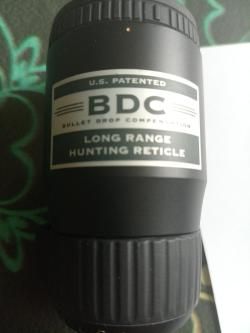 U.S. PATENTED
BDC
BULLET DROP COMPENSATION
LONG RANGE
HUNTING RETICLE